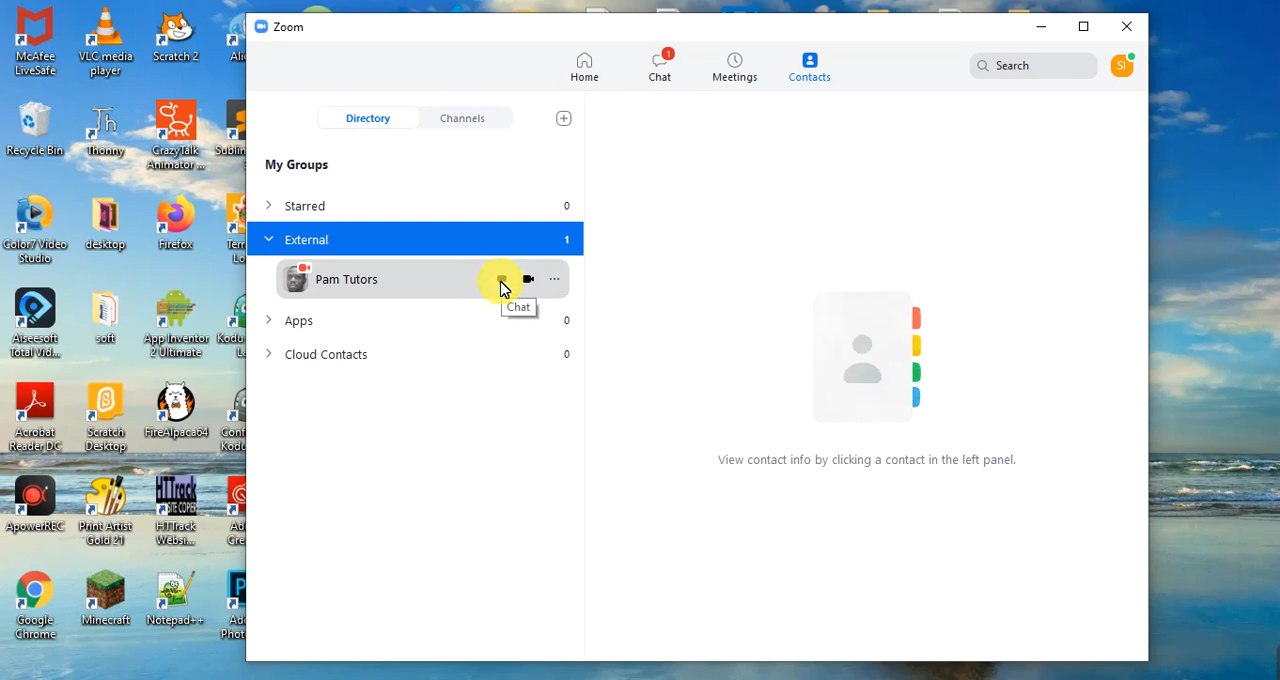 McAfee
LiveSafe
VLC media
player
Scratch 2
Recycle Bin
Thonny
CrazyTalk
Animator ...
Color7 Video
Studio
desktop
Firefox
Aiseesoft
Total Vid...
soft
App Inventor
2 Ultimate
Acrobat
Reader DC
Scratch
Desktop
FireAlpaca64
ApowerREC
Print Artist
Gold 21
HTTrack
HTTrack
Websi...
Google
Chrome
Minecraft
Notepad++
Zoom
Home
1
Chat
Meetings
Contacts
Search
SI
Directory
Channels
My Groups
Starred 0
External 1
Pam Tutors
Chat
Apps 0
Cloud Contacts 0
View contact info by clicking a contact in the left panel.